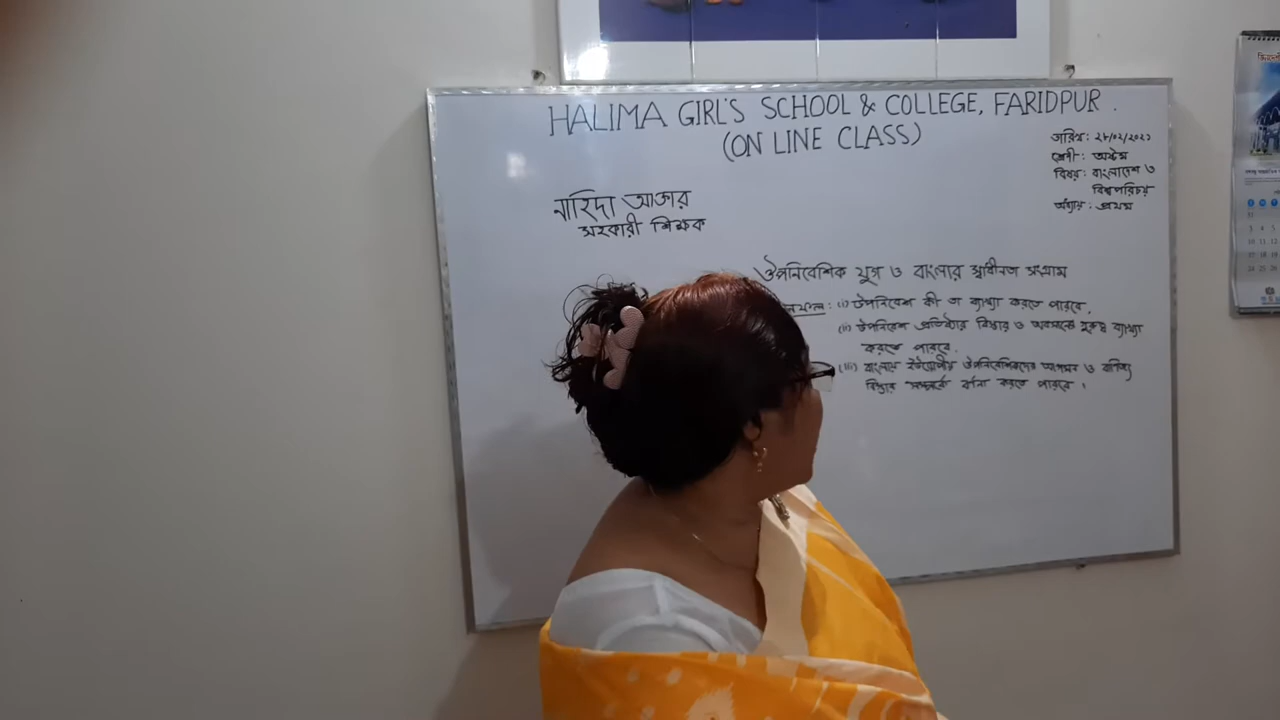 HALIMA GIRL'S SCHOOL & COLLEGE, FARIDPUR.
(ON LINE CLASS)
তারিখ: ২৮/০২/২০২১
শ্রেণী: অষ্টম
বিষয়: বাংলাদেশ ও
বিশ্বপরিচয়
অধ্যায়: প্রথম
নাহিদা আক্তার
সহকারী শিক্ষক
ঔপনিবেশিক যুগ ও বাংলার স্বাধীনতা সংগ্রাম
(i) উপনিবেশ কী তা ব্যাখ্যা করতে পারবে,
(ii) উপনিবেশ প্রতিষ্ঠার বিস্তার ও অবসানের গুরুত্ব ব্যাখ্যা
করতে পারবে,
(iii) বাংলায় ইউরোপীয় ঔপনিবেশিকদের আগমন ও বাণিজ্য
বিস্তার সম্পর্কে বর্ণনা করতে পারবে।